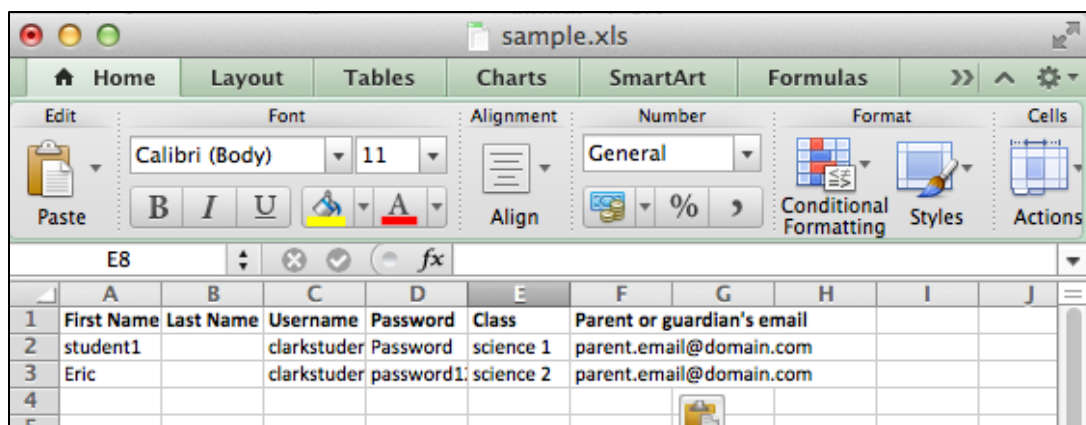 sample.xls
Home Layout Tables Charts SmartArt Formulas
Edit Font Alignment Number Format Cells
Calibri (Body) 11 General
Paste B I U A Align % Conditional Formatting Styles Actions
E8 fx
A B C D E F G H I J
1 First Name Last Name Username Password Class Parent or guardian's email
2 student1 clarkstuder Password science 1 parent.email@domain.com
3 Eric clarkstuder password1 science 2 parent.email@domain.com
4
5